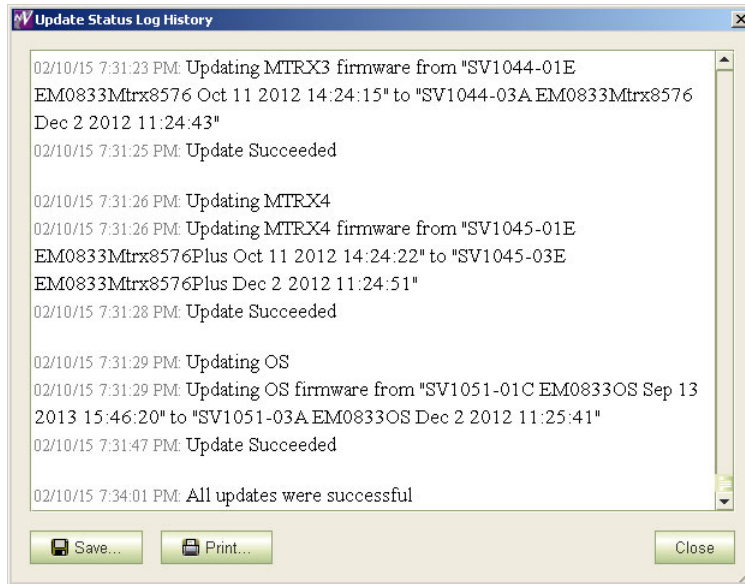 Update Status Log History
02/10/15 7:31:23 PM: Updating MTRX3 firmware from "SV1044-01E
EM0833Mtrx8576 Oct 11 2012 14:24:15" to "SV1044-03A EM0833Mtrx8576
Dec 2 2012 11:24:43"
02/10/15 7:31:25 PM: Update Succeeded
02/10/15 7:31:26 PM: Updating MTRX4
02/10/15 7:31:26 PM: Updating MTRX4 firmware from "SV1045-01E
EM0833Mtrx8576Plus Oct 11 2012 14:24:22" to "SV1045-03E
EM0833Mtrx8576Plus Dec 2 2012 11:24:51"
02/10/15 7:31:28 PM: Update Succeeded
02/10/15 7:31:29 PM: Updating OS
02/10/15 7:31:29 PM: Updating OS firmware from "SV1051-01C EM0833OS Sep 13
2013 15:46:20" to "SV1051-03A EM0833OS Dec 2 2012 11:25:41"
02/10/15 7:31:47 PM: Update Succeeded
02/10/15 7:34:01 PM: All updates were successful
Save... Print... Close